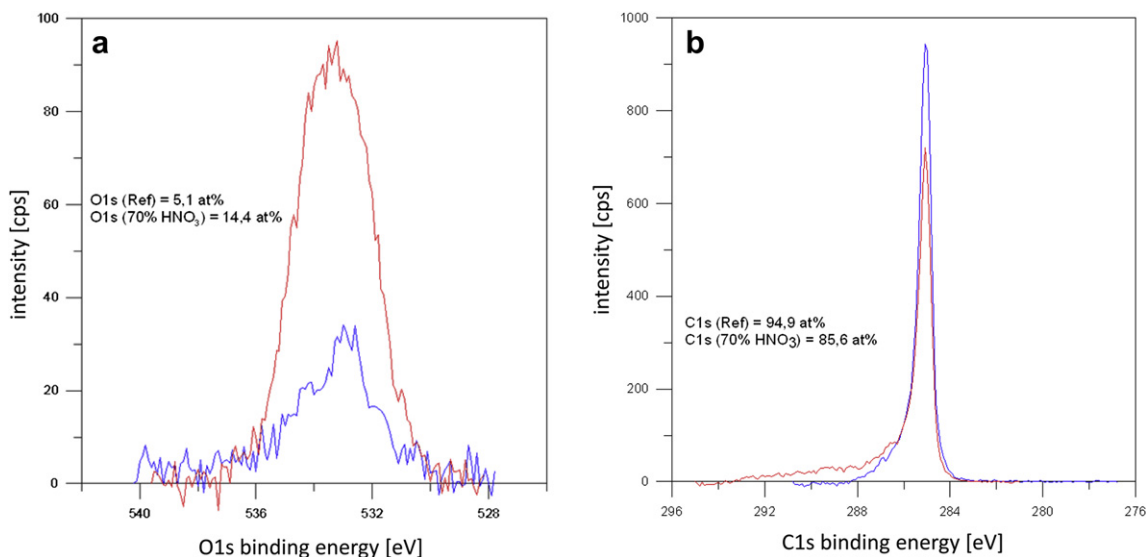 a
100
80
60
40
20
0
intensity [cps]
O1s (Ref) = 5,1 at%
O1s (70% HNO₃) = 14,4 at%
540 536 532 528
O1s binding energy [eV]
b
1000
800
600
400
200
0
intensity [cps]
C1s (Ref) = 94,9 at%
C1s (70% HNO3) = 85,6 at%
296 292 288 284 280 276
C1s binding energy [eV]